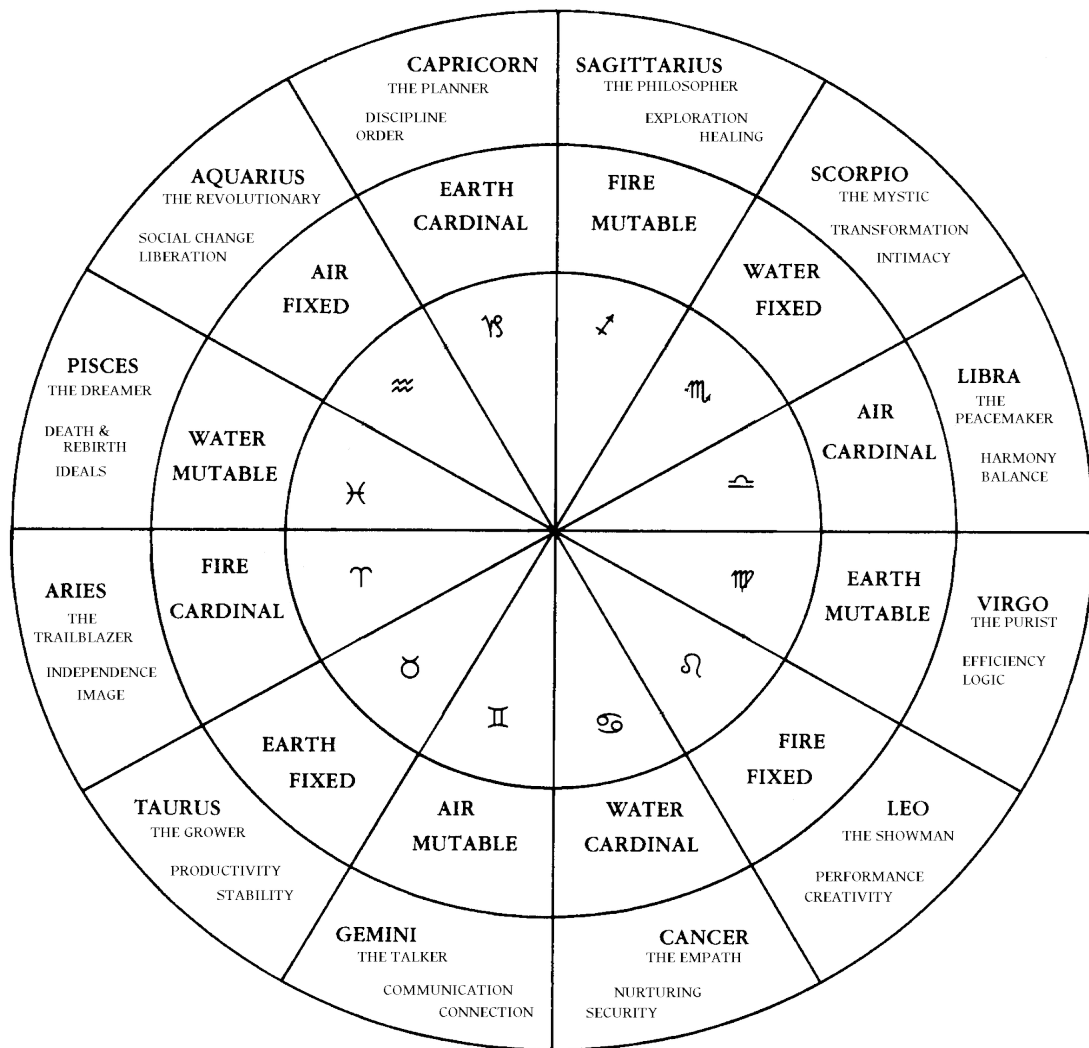 CAPRICORN
THE PLANNER
DISCIPLINE
ORDER
EARTH
CARDINAL
♑
SAGITTARIUS
THE PHILOSOPHER
EXPLORATION
HEALING
FIRE
MUTABLE
♐
SCORPIO
THE MYSTIC
TRANSFORMATION
INTIMACY
WATER
FIXED
♏
LIBRA
THE
PEACEMAKER
HARMONY
BALANCE
AIR
CARDINAL
♎
VIRGO
THE PURIST
EFFICIENCY
LOGIC
EARTH
MUTABLE
♍
LEO
THE SHOWMAN
PERFORMANCE
CREATIVITY
FIRE
FIXED
♌
CANCER
THE EMPATH
NURTURING
SECURITY
WATER
CARDINAL
♋
GEMINI
THE TALKER
COMMUNICATION
CONNECTION
AIR
MUTABLE
♊
TAURUS
THE GROWER
PRODUCTIVITY
STABILITY
EARTH
FIXED
♉
ARIES
THE
TRAILBLAZER
INDEPENDENCE
IMAGE
FIRE
CARDINAL
♈
PISCES
THE DREAMER
DEATH &
REBIRTH
IDEALS
WATER
MUTABLE
♓
AQUARIUS
THE REVOLUTIONARY
SOCIAL CHANGE
LIBERATION
AIR
FIXED
♒